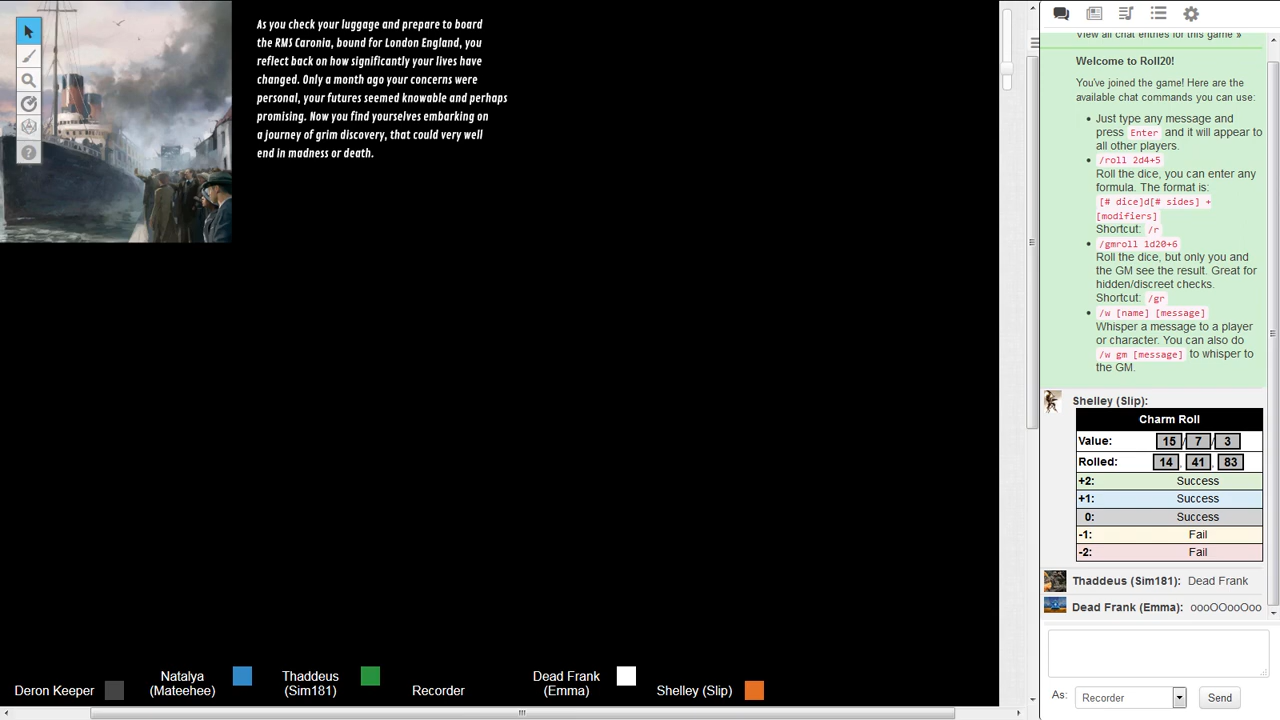 As you check your luggage and prepare to board
the RMS Caronia, bound for London England, you
reflect back on how significantly your lives have
changed. Only a month ago your concerns were
personal, your futures seemed knowable and perhaps
promising. Now you find yourselves embarking on
a journey of grim discovery, that could very well
end in madness or death.
View all chat entries for this game »
Welcome to Roll20!
You've joined the game! Here are the
available chat commands you can use:
Just type any message and
press Enter and it will appear to
all other players.
/roll 2d4+5
Roll the dice, you can enter any
formula. The format is:
[# dice]d[# sides] +
[modifiers]
Shortcut: /r
/gmroll 1d20+6
Roll the dice, but only you and
the GM see the result. Great for
hidden/discreet checks.
Shortcut: /gr
/w [name] [message]
Whisper a message to a player
or character. You can also do
/w gm [message] to whisper to
the GM.
Shelley (Slip):
Charm Roll
Value: 15 / 7 / 3
Rolled: 14, 41, 83
+2: Success
+1: Success
0: Success
-1: Fail
-2: Fail
Thaddeus (Sim181): Dead Frank
Dead Frank (Emma): oooOOooOoo
As: Recorder Send
Deron Keeper
Natalya
(Mateehee)
Thaddeus
(Sim181)
Recorder
Dead Frank
(Emma)
Shelley (Slip)